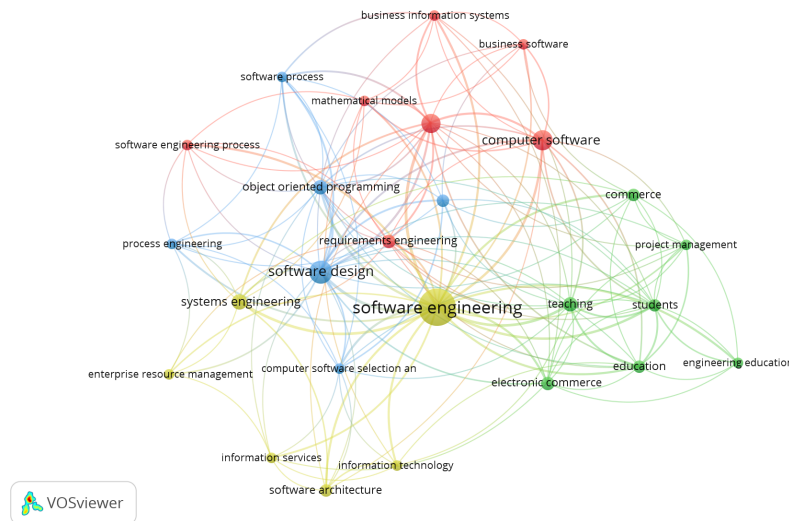 business information systems
business software
software process
mathematical models
computer software
software engineering process
object oriented programming
commerce
requirements engineering
process engineering
project management
software design
systems engineering
software engineering
teaching
students
enterprise resource management
computer software selection an
education
engineering education
electronic commerce
information services
information technology
software architecture
VOSviewer